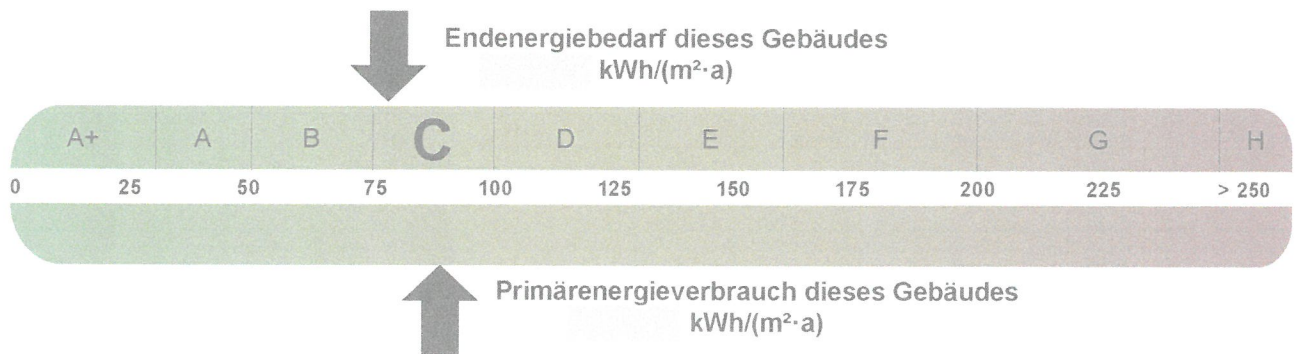 Endenergiebedarf dieses Gebäudes
kWh/(m²·a)
A+ A B C D E F G H
0 25 50 75 100 125 150 175 200 225 > 250
Primärenergieverbrauch dieses Gebäudes
kWh/(m²·a)